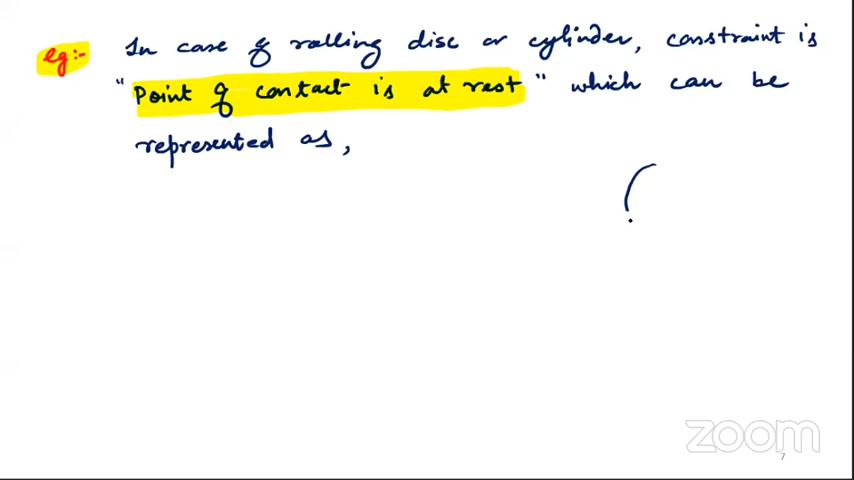 eg:- In case of rolling disc or cylinder, constraint is
"Point of contact is at rest" which can be
represented as,
zoom
7